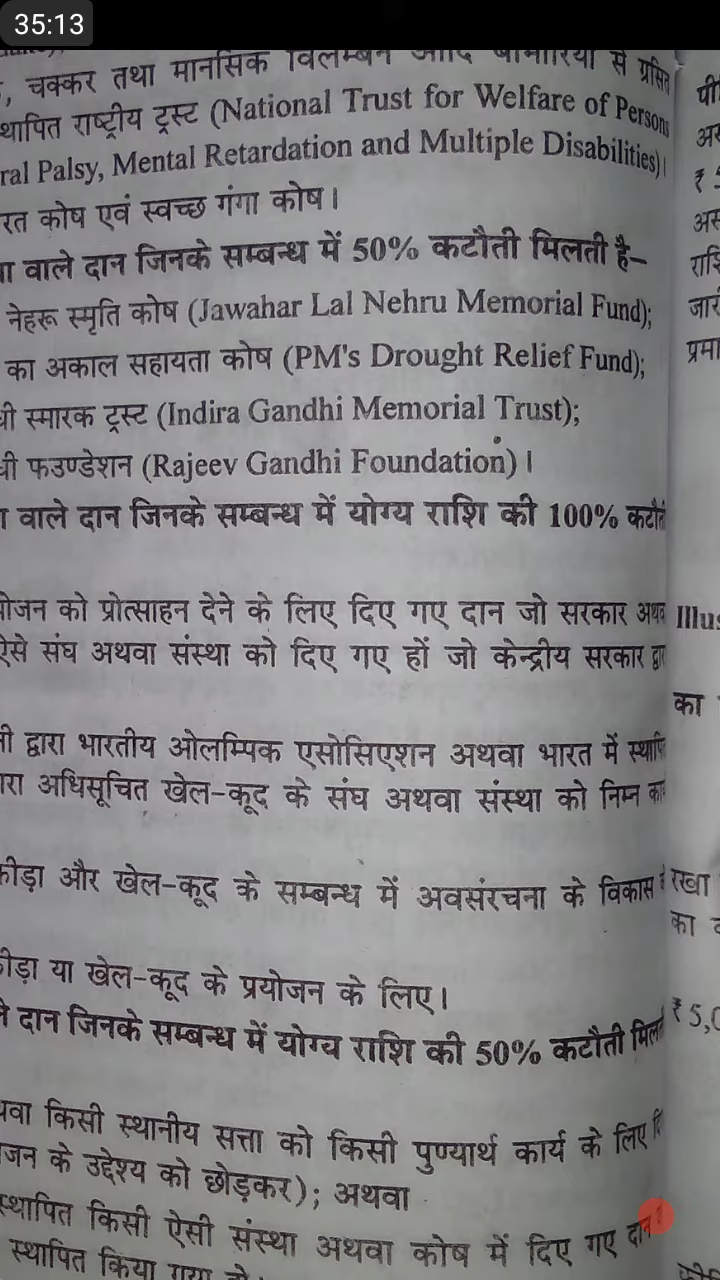 35:13
चक्कर तथा मानसिक विलम्बन आदि बीमारियों से ग्रसित
थापित राष्ट्रीय ट्रस्ट (National Trust for Welfare of Persons
ral Palsy, Mental Retardation and Multiple Disabilities)।
रत कोष एवं स्वच्छ गंगा कोष।
वाले दान जिनके सम्बन्ध में 50% कटौती मिलती है–
नेहरू स्मृति कोष (Jawahar Lal Nehru Memorial Fund);
का अकाल सहायता कोष (PM's Drought Relief Fund);
धी स्मारक ट्रस्ट (Indira Gandhi Memorial Trust);
धी फउण्डेशन (Rajeev Gandhi Foundation)।
वाले दान जिनके सम्बन्ध में योग्य राशि की 100% कटौती
योजन को प्रोत्साहन देने के लिए दिए गए दान जो सरकार अथवा
ऐसे संघ अथवा संस्था को दिए गए हों जो केन्द्रीय सरकार द्वारा
नी द्वारा भारतीय ओलम्पिक एसोसिएशन अथवा भारत में स्थापि
ारा अधिसूचित खेल-कूद के संघ अथवा संस्था को निम्न का
क्रीड़ा और खेल-कूद के सम्बन्ध में अवसंरचना के विकास
क्रीड़ा या खेल-कूद के प्रयोजन के लिए।
दान जिनके सम्बन्ध में योग्य राशि की 50% कटौती मिल
थवा किसी स्थानीय सत्ता को किसी पुण्यार्थ कार्य के लिए
जन के उद्देश्य को छोड़कर); अथवा
स्थापित किसी ऐसी संस्था अथवा कोष में दिए गए दान
स्थापित किया गया हो।
पी
अस
₹
अस
राशि
जार
प्रमा
Illus
का
रखा
का
₹5,0